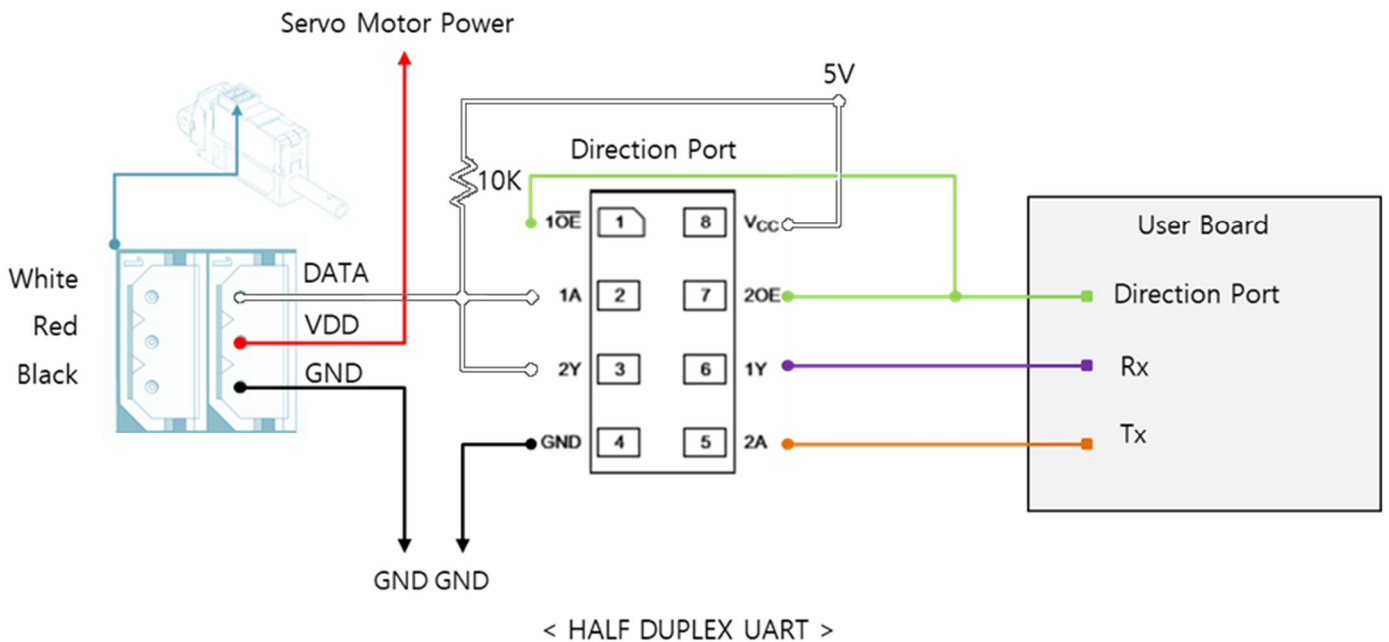 Servo Motor Power
5V
Direction Port
10K
1O̅E̅ 1 8 VCC
User Board
White DATA
1A 2 7 2OE Direction Port
Red VDD
Black GND
2Y 3 6 1Y Rx
GND 4 5 2A Tx
GND GND
< HALF DUPLEX UART >